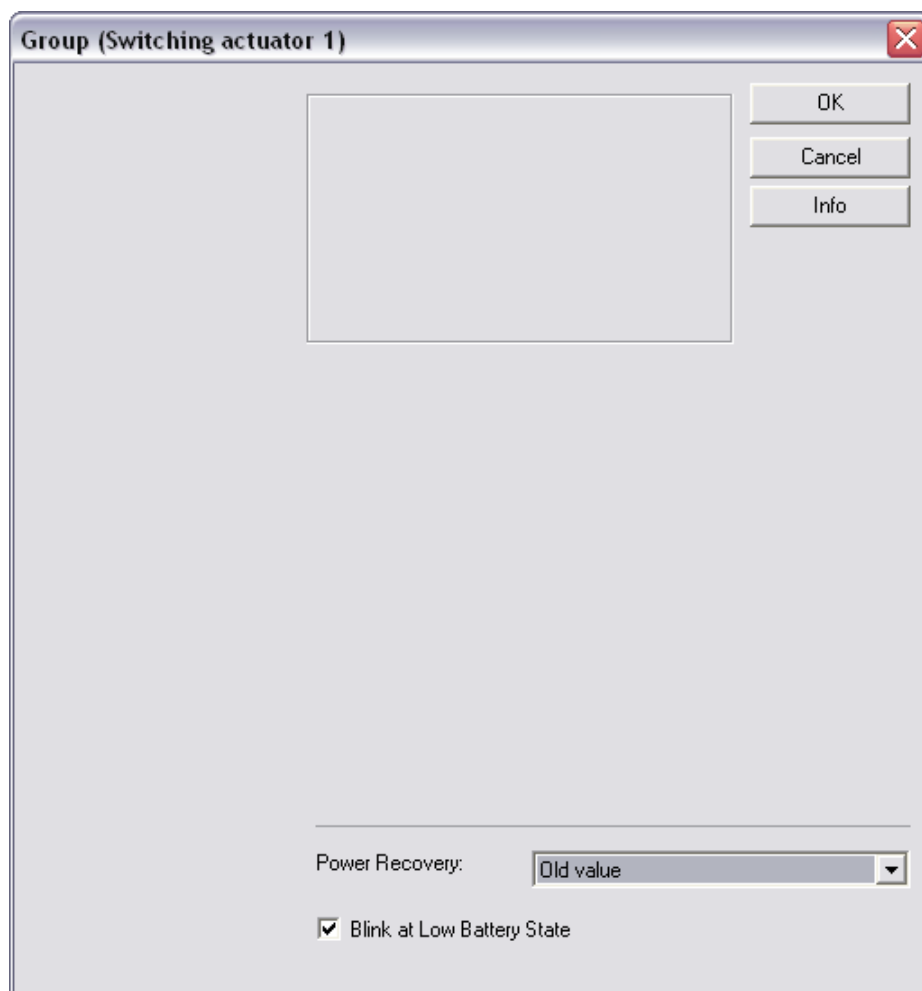 Group (Switching actuator 1)
OK
Cancel
Info
Power Recovery:
Old value
Blink at Low Battery State